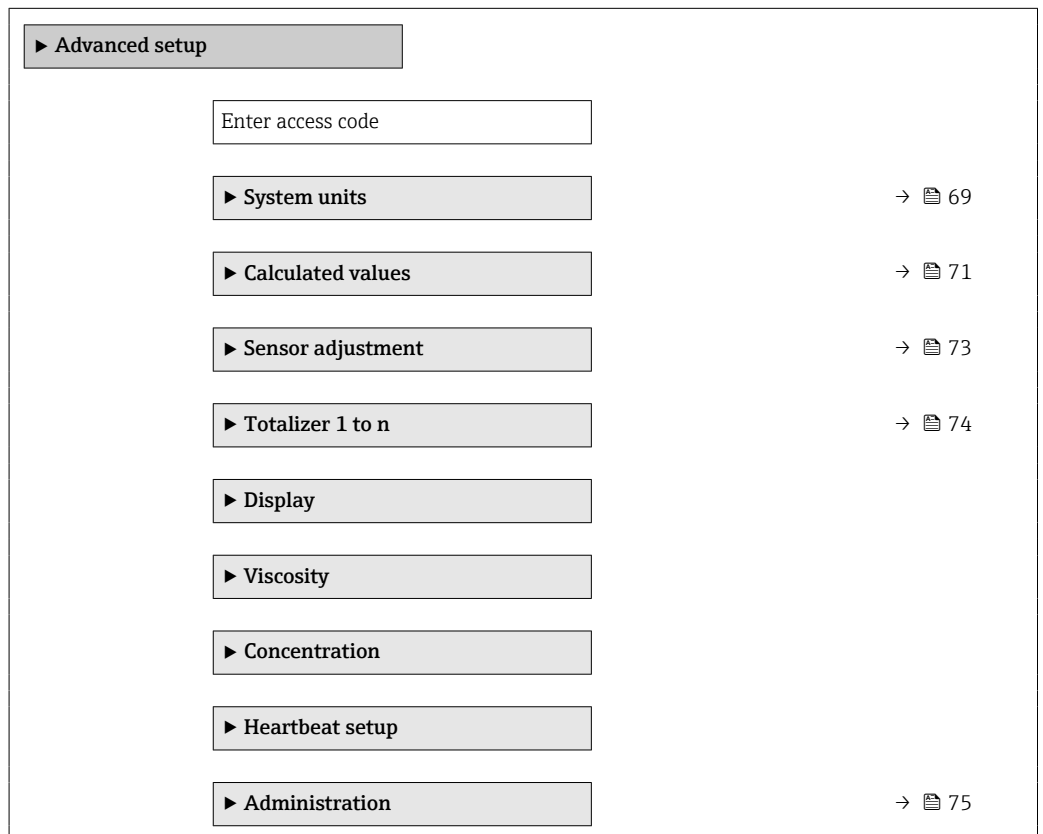 ▶ Advanced setup
Enter access code
▶ System units → 69
▶ Calculated values → 71
▶ Sensor adjustment → 73
▶ Totalizer 1 to n → 74
▶ Display
▶ Viscosity
▶ Concentration
▶ Heartbeat setup
▶ Administration → 75